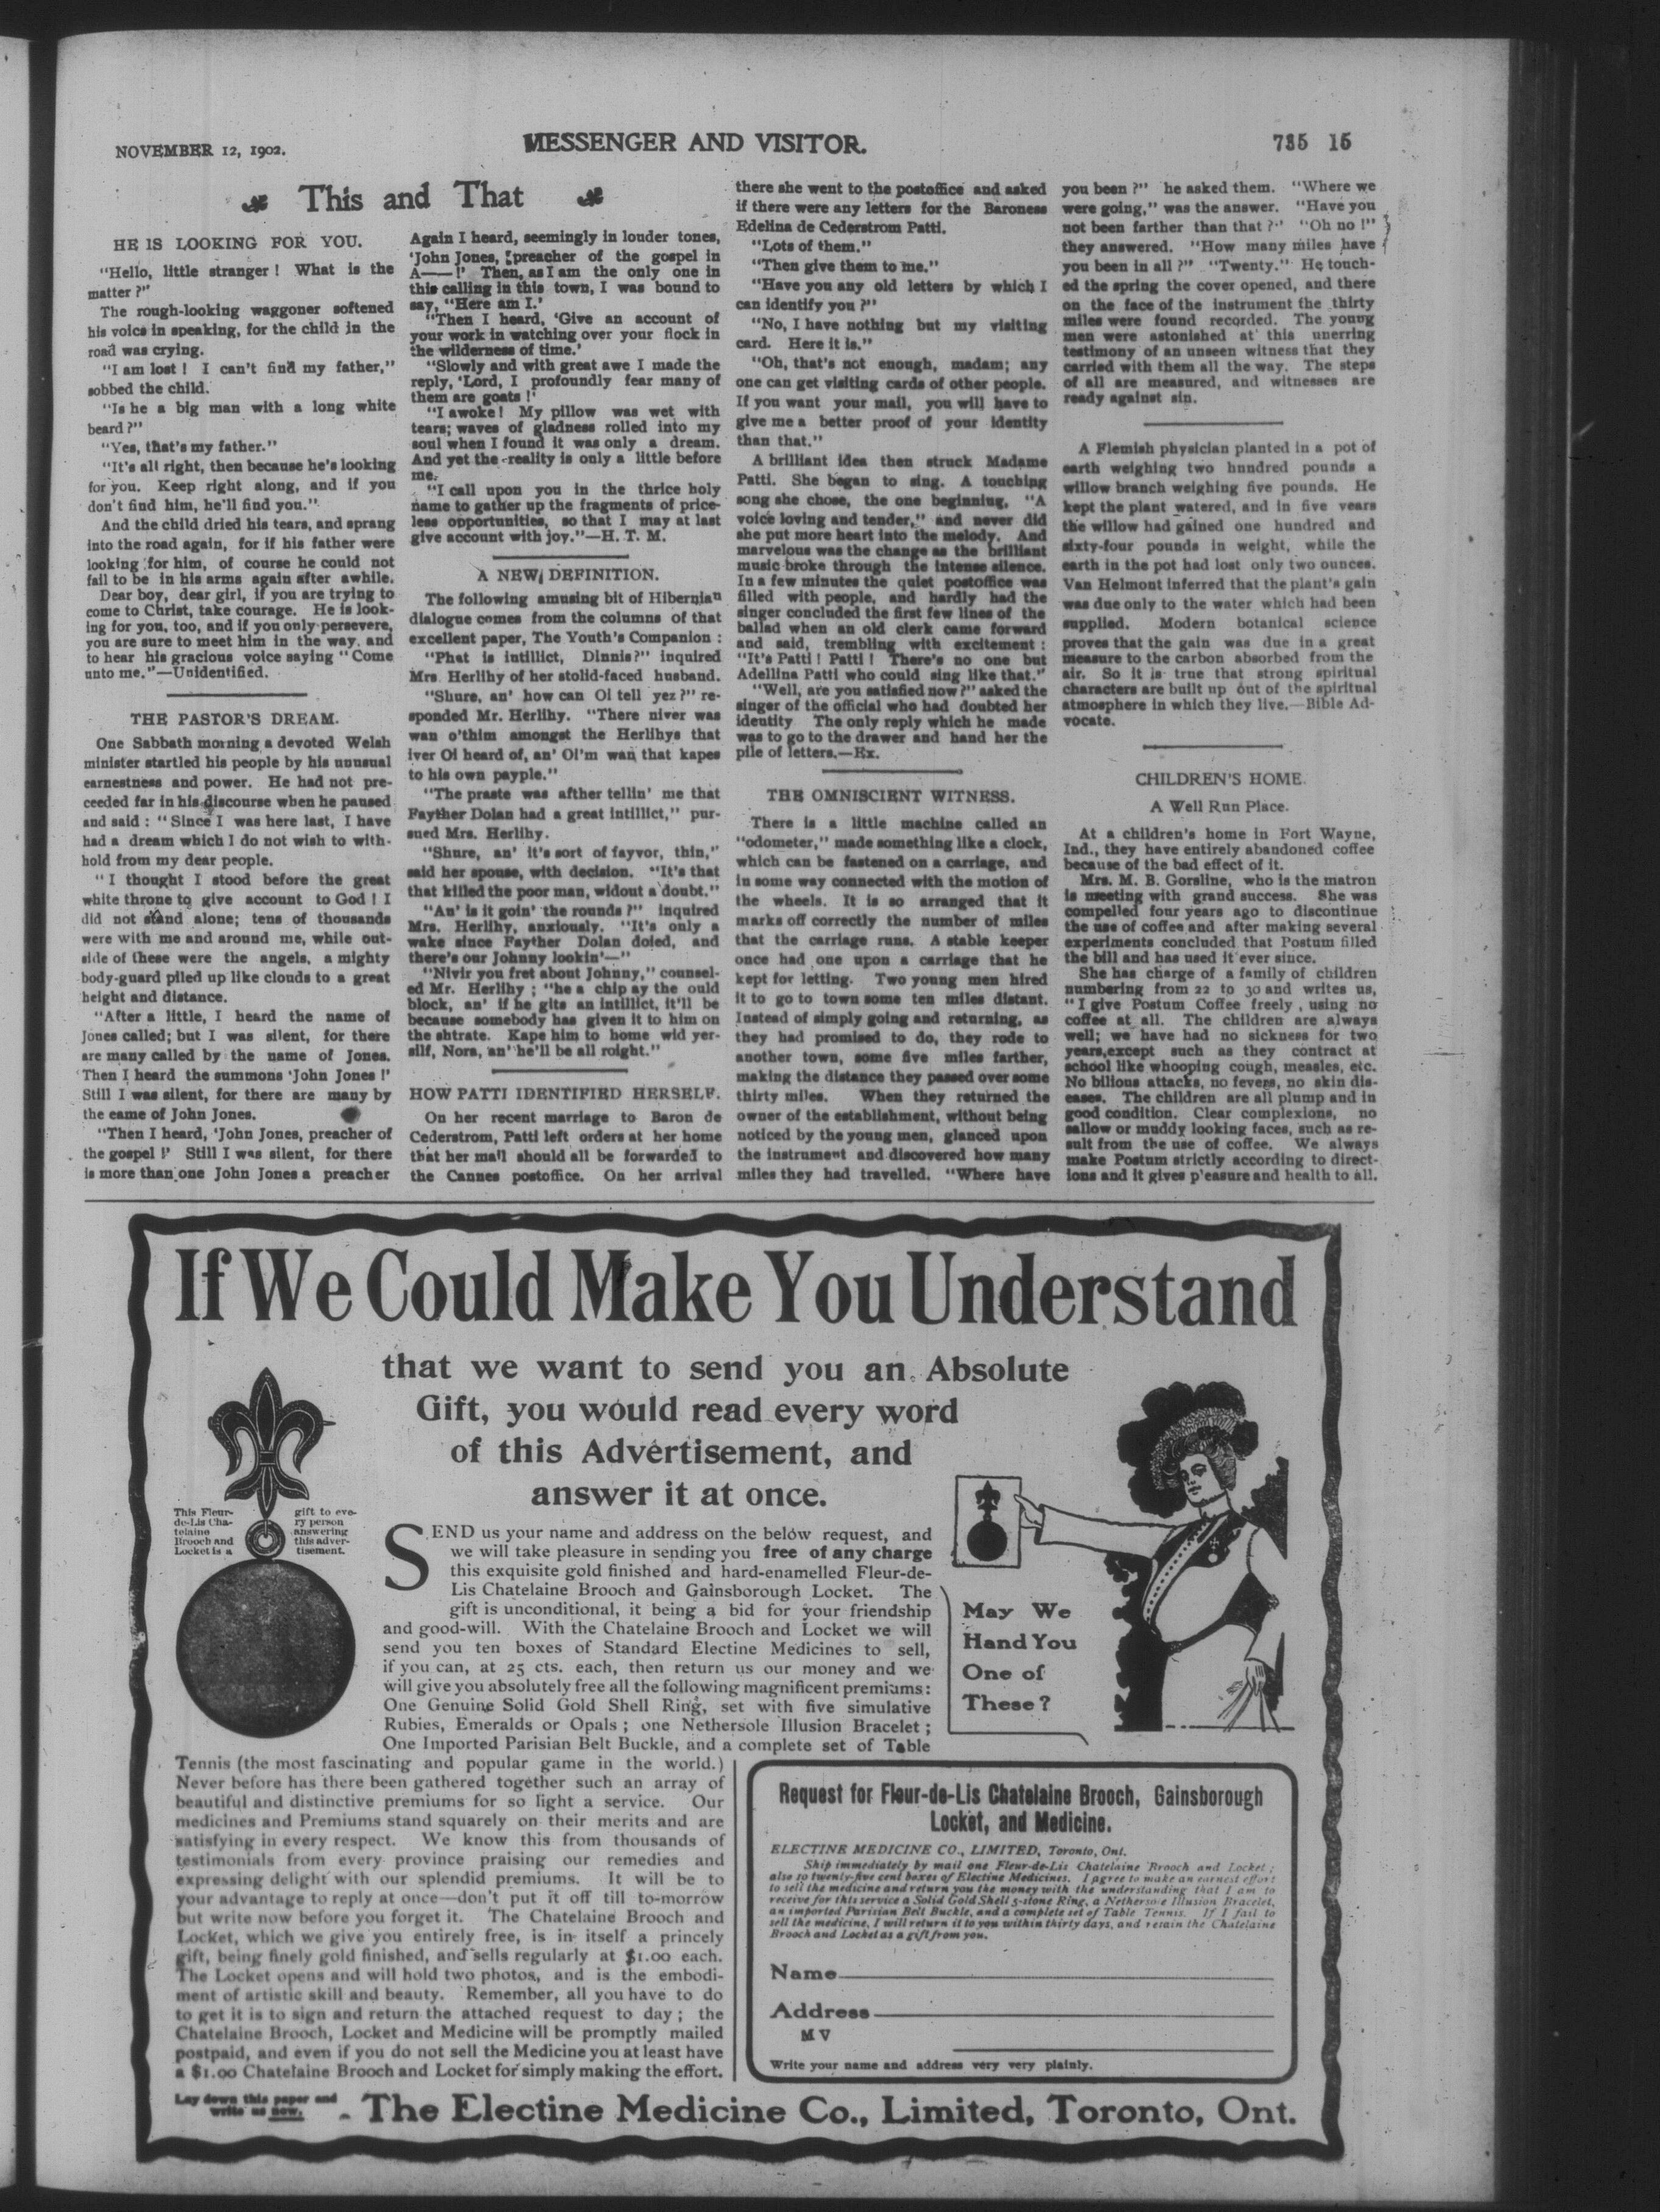 NOVEMBER 12, 1902.
MESSENGER AND VISITOR.
735 15
This and That
HE IS LOOKING FOR YOU.
"Hello, little stranger! What is the
matter?"
The rough-looking waggoner softened
his voice in speaking, for the child in the
road was crying.
"I am lost! I can't find my father,"
sobbed the child.
"Is he a big man with a long white
beard?"
"Yes, that's my father."
"It's all right, then because he's looking
for you. Keep right along, and if you
don't find him, he'll find you."
And the child dried his tears, and sprang
into the road again, for if his father were
looking for him, of course he could not
fail to be in his arms again after awhile.
Dear boy, dear girl, if you are trying to
come to Christ, take courage. He is look-
ing for you, too, and if you only persevere,
you are sure to meet him in the way, and
to hear his gracious voice saying "Come
unto me."—Unidentified.
THE PASTOR'S DREAM.
One Sabbath morning a devoted Welsh
minister startled his people by his unusual
earnestness and power. He had not pre-
ceeded far in his discourse when he paused
and said: "Since I was here last, I have
had a dream which I do not wish to with-
hold from my dear people.
"I thought I stood before the great
white throne to give account to God! I
did not stand alone; tens of thousands
were with me and around me, while out-
side of these were the angels, a mighty
body-guard piled up like clouds to a great
height and distance.
"After a little, I heard the name of
Jones called; but I was silent, for there
are many called by the name of Jones.
Then I heard the summons 'John Jones!'
Still I was silent, for there are many by
the eame of John Jones.
"Then I heard, 'John Jones, preacher of
the gospel!' Still I was silent, for there
is more than one John Jones a preacher
Again I heard, seemingly in louder tones,
'John Jones, preacher of the gospel in
A——!' Then, as I am the only one in
this calling in this town, I was bound to
say, "Here am I.'
"Then I heard, 'Give an account of
your work in watching over your flock in
the wilderness of time.'
"Slowly and with great awe I made the
reply, 'Lord, I profoundly fear many of
them are goats!'
"I awoke! My pillow was wet with
tears; waves of gladness rolled into my
soul when I found it was only a dream.
And yet the reality is only a little before
me.
"I call upon you in the thrice holy
name to gather up the fragments of price-
less opportunities, so that I may at last
give account with joy."—H. T. M.
A NEW DEFINITION.
The following amusing bit of Hibernian
dialogue comes from the columns of that
excellent paper, The Youth's Companion:
"Phat is intillict, Dinnis?" inquired
Mrs. Herlihy of her stolid-faced husband.
"Shure, an' how can Oi tell yez?" re-
sponded Mr. Herlihy. "There niver was
wan o'thim amongst the Herlihys that
iver Oi heard of, an' Oi'm wan that kapes
to his own payple."
"The praste was afther tellin' me that
Fayther Dolan had a great intillict," pur-
sued Mrs. Herlihy.
"Shure, an' it's sort of fayvor, thin,"
said her spouse, with decision. "It's that
that killed the poor man, widout a doubt."
"An' is it goin' the rounds?" inquired
Mrs. Herlihy, anxiously. "It's only a
wake since Fayther Dolan doied, and
there's our Johnny lookin'—"
"Nivir you fret about Johnny," counsel-
ed Mr. Herlihy; "he a chip ay the ould
block, an' if he gits an intillict, it'll be
because somebody has given it to him on
the shtrate. Kape him to home wid yer-
silf, Nora, an' he'll be all roight."
HOW PATTI IDENTIFIED HERSELF.
On her recent marriage to Baron de
Cederstrom, Patti left orders at her home
that her mail should all be forwarded to
the Cannes postoffice. On her arrival
there she went to the postoffice and asked
if there were any letters for the Baroness
Edelina de Cederstrom Patti.
"Lots of them."
"Then give them to me."
"Have you any old letters by which I
can identify you?"
"No, I have nothing but my visiting
card. Here it is."
"Oh, that's not enough, madam; any
one can get visiting cards of other people.
If you want your mail, you will have to
give me a better proof of your identity
than that."
A brilliant idea then struck Madame
Patti. She began to sing. A touching
song she chose, the one beginning, "A
voice loving and tender," and never did
she put more heart into the melody. And
marvelous was the change as the brilliant
music broke through the intense silence.
In a few minutes the quiet postoffice was
filled with people, and hardly had the
singer concluded the first few lines of the
ballad when an old clerk came forward
and said, trembling with excitement:
"It's Patti! Patti! There's no one but
Adellina Patti who could sing like that."
"Well, are you satisfied now?" asked the
singer of the official who had doubted her
identity The only reply which he made
was to go to the drawer and hand her the
pile of letters.—Ex.
THE OMNISCIENT WITNESS.
There is a little machine called an
"odometer," made something like a clock,
which can be fastened on a carriage, and
in some way connected with the motion of
the wheels. It is so arranged that it
marks off correctly the number of miles
that the carriage runs. A stable keeper
once had one upon a carriage that he
kept for letting. Two young men hired
it to go to town some ten miles distant.
Instead of simply going and returning, as
they had promised to do, they rode to
another town, some five miles farther,
making the distance they passed over some
thirty miles. When they returned the
owner of the establishment, without being
noticed by the young men, glanced upon
the instrument and discovered how many
miles they had travelled. "Where have
you been?" he asked them. "Where we
were going," was the answer. "Have you
not been farther than that?" "Oh no!"
they answered. "How many miles have
you been in all?" "Twenty." He touch-
ed the spring the cover opened, and there
on the face of the instrument the thirty
miles were found recorded. The young
men were astonished at this unerring
testimony of an unseen witness that they
carried with them all the way. The steps
of all are measured, and witnesses are
ready against sin.
A Flemish physician planted in a pot of
earth weighing two hundred pounds a
willow branch weighing five pounds. He
kept the plant watered, and in five years
the willow had gained one hundred and
sixty-four pounds in weight, while the
earth in the pot had lost only two ounces.
Van Helmont inferred that the plant's gain
was due only to the water which had been
supplied. Modern botanical science
proves that the gain was due in a great
measure to the carbon absorbed from the
air. So it is true that strong spiritual
characters are built up out of the spiritual
atmosphere in which they live.—Bible Ad-
vocate.
CHILDREN'S HOME.
A Well Run Place.
At a children's home in Fort Wayne,
Ind., they have entirely abandoned coffee
because of the bad effect of it.
Mrs. M. B. Gorsline, who is the matron
is meeting with grand success. She was
compelled four years ago to discontinue
the use of coffee and after making several
experiments concluded that Postum filled
the bill and has used it ever since.
She has charge of a family of children
numbering from 22 to 30 and writes us,
"I give Postum Coffee freely, using no
coffee at all. The children are always
well; we have had no sickness for two
years,except such as they contract at
school like whooping cough, measles, etc.
No bilious attacks, no fevers, no skin dis-
eases. The children are all plump and in
good condition. Clear complexions, no
sallow or muddy looking faces, such as re-
sult from the use of coffee. We always
make Postum strictly according to direct-
ions and it gives p'easure and health to all.
If We Could Make You Understand
that we want to send you an Absolute
Gift, you would read every word
of this Advertisement, and
answer it at once.
This Fleur-
de-Lis Cha-
telaine
Brooch and
Locket is a
gift to eve-
ry person
answering
this adver-
tisement.
SEND us your name and address on the below request, and
we will take pleasure in sending you free of any charge
this exquisite gold finished and hard-enamelled Fleur-de-
Lis Chatelaine Brooch and Gainsborough Locket. The
gift is unconditional, it being a bid for your friendship
and good-will. With the Chatelaine Brooch and Locket we will
send you ten boxes of Standard Electine Medicines to sell,
if you can, at 25 cts. each, then return us our money and we
will give you absolutely free all the following magnificent premiums:
One Genuine Solid Gold Shell Ring, set with five simulative
Rubies, Emeralds or Opals; one Nethersole Illusion Bracelet;
One Imported Parisian Belt Buckle, and a complete set of Table
Tennis (the most fascinating and popular game in the world.)
Never before has there been gathered together such an array of
beautiful and distinctive premiums for so light a service. Our
medicines and Premiums stand squarely on their merits and are
satisfying in every respect. We know this from thousands of
testimonials from every province praising our remedies and
expressing delight with our splendid premiums. It will be to
your advantage to reply at once—don't put it off till to-morrow
but write now before you forget it. The Chatelaine Brooch and
Locket, which we give you entirely free, is in itself a princely
gift, being finely gold finished, and sells regularly at $1.00 each.
The Locket opens and will hold two photos, and is the embodi-
ment of artistic skill and beauty. Remember, all you have to do
to get it is to sign and return the attached request to day; the
Chatelaine Brooch, Locket and Medicine will be promptly mailed
postpaid, and even if you do not sell the Medicine you at least have
a $1.00 Chatelaine Brooch and Locket for simply making the effort.
May We
Hand You
One of
These?
Request for Fleur-de-Lis Chatelaine Brooch, Gainsborough
Locket, and Medicine.
ELECTINE MEDICINE CO., LIMITED, Toronto, Ont.
Ship immediately by mail one Fleur-de-Lis Chatelaine Brooch and Locket;
also 10 twenty-five cent boxes of Electine Medicines. I agree to make an earnest effort
to sell the medicine and return you the money with the understanding that I am to
receive for this service a Solid Gold Shell 5-stone Ring, a Nethersole Illusion Bracelet,
an imported Parisian Belt Buckle, and a complete set of Table Tennis. If I fail to
sell the medicine, I will return it to you within thirty days, and retain the Chatelaine
Brooch and Locket as a gift from you.
Name
Address
M V
Write your name and address very very plainly.
Lay down this paper and
write us now.
The Electine Medicine Co., Limited, Toronto, Ont.